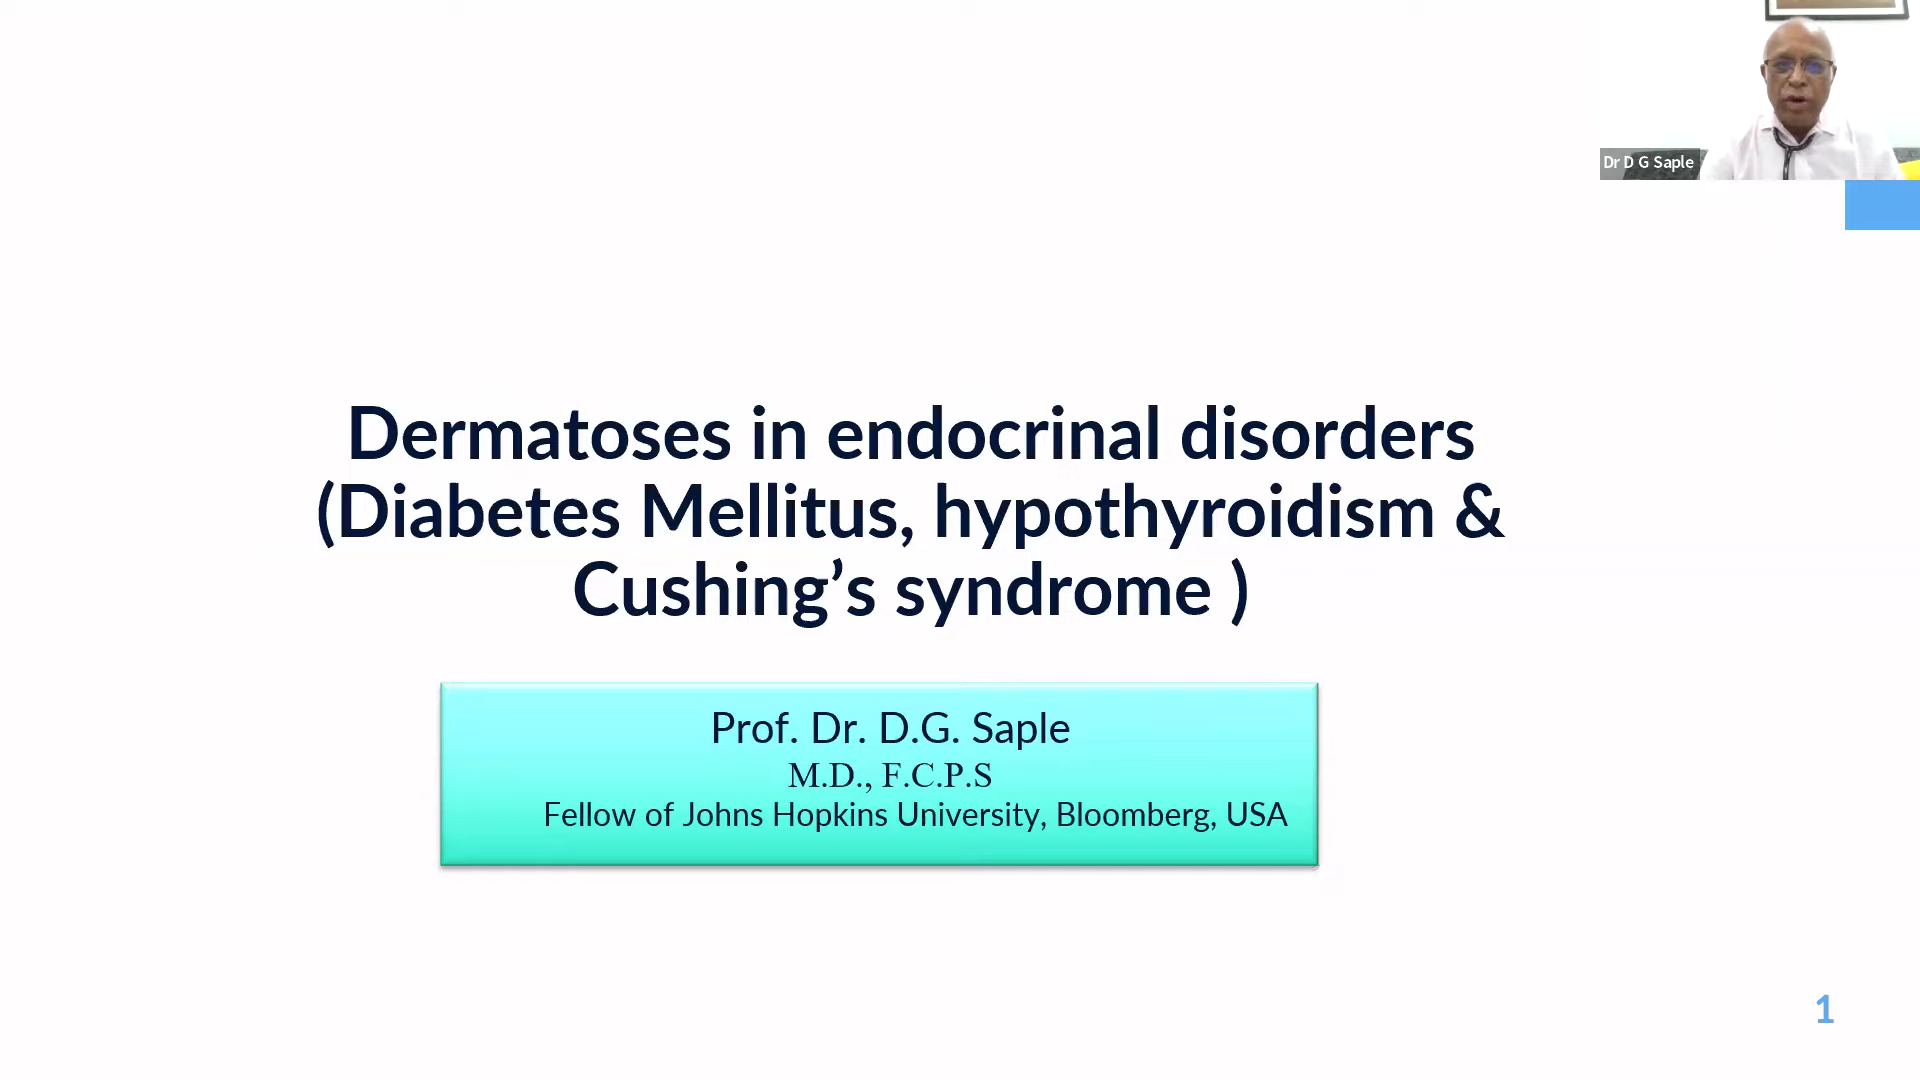 Dr D G Saple
Dermatoses in endocrinal disorders
(Diabetes Mellitus, hypothyroidism &
Cushing’s syndrome )
Prof. Dr. D.G. Saple
M.D., F.C.P.S
Fellow of Johns Hopkins University, Bloomberg, USA
1